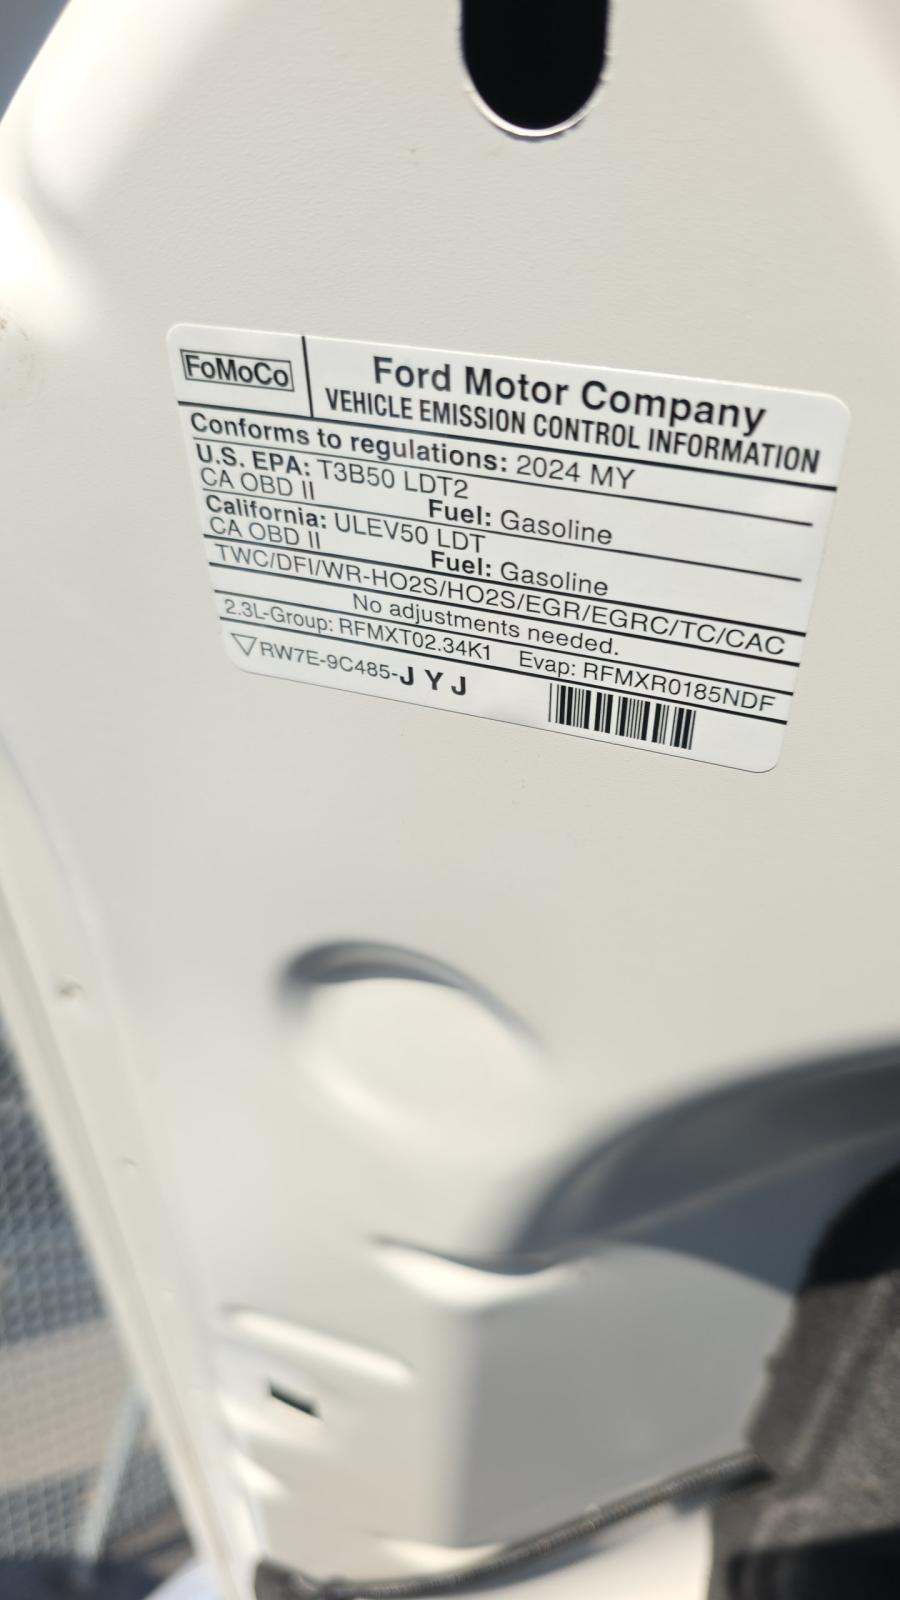 FoMoCo
Ford Motor Company
VEHICLE EMISSION CONTROL INFORMATION
Conforms to regulations: 2024 MY
U.S. EPA: T3B50 LDT2
CA OBD II Fuel: Gasoline
California: ULEV50 LDT
CA OBD II Fuel: Gasoline
TWC/DFI/WR-HO2S/HO2S/EGR/EGRC/TC/CAC
No adjustments needed.
2.3L-Group: RFMXT02.34K1 Evap: RFMXR0185NDF
RW7E-9C485-JYJ